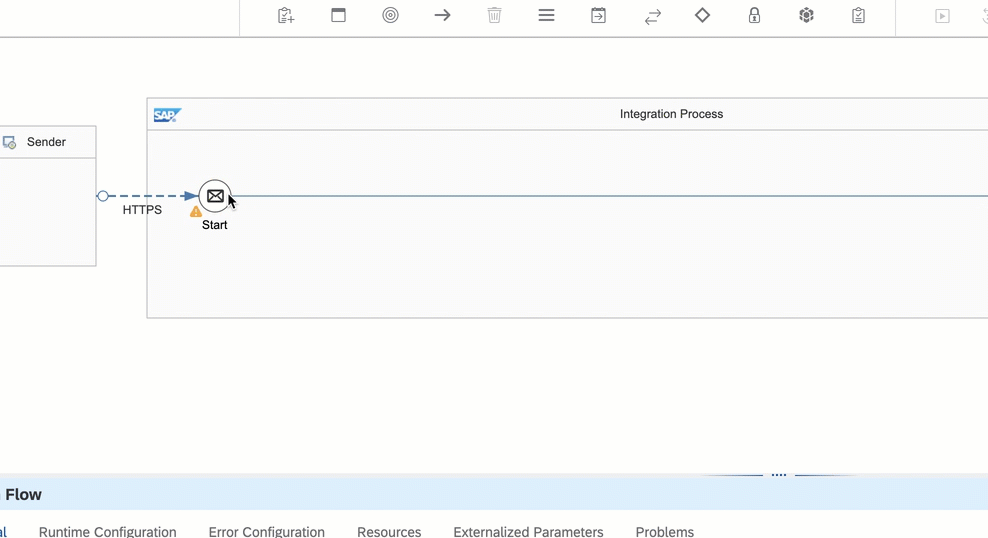 SAP
Integration Process
Sender
HTTPS
Start
Flow
al
Runtime Configuration
Error Configuration
Resources
Externalized Parameters
Problems